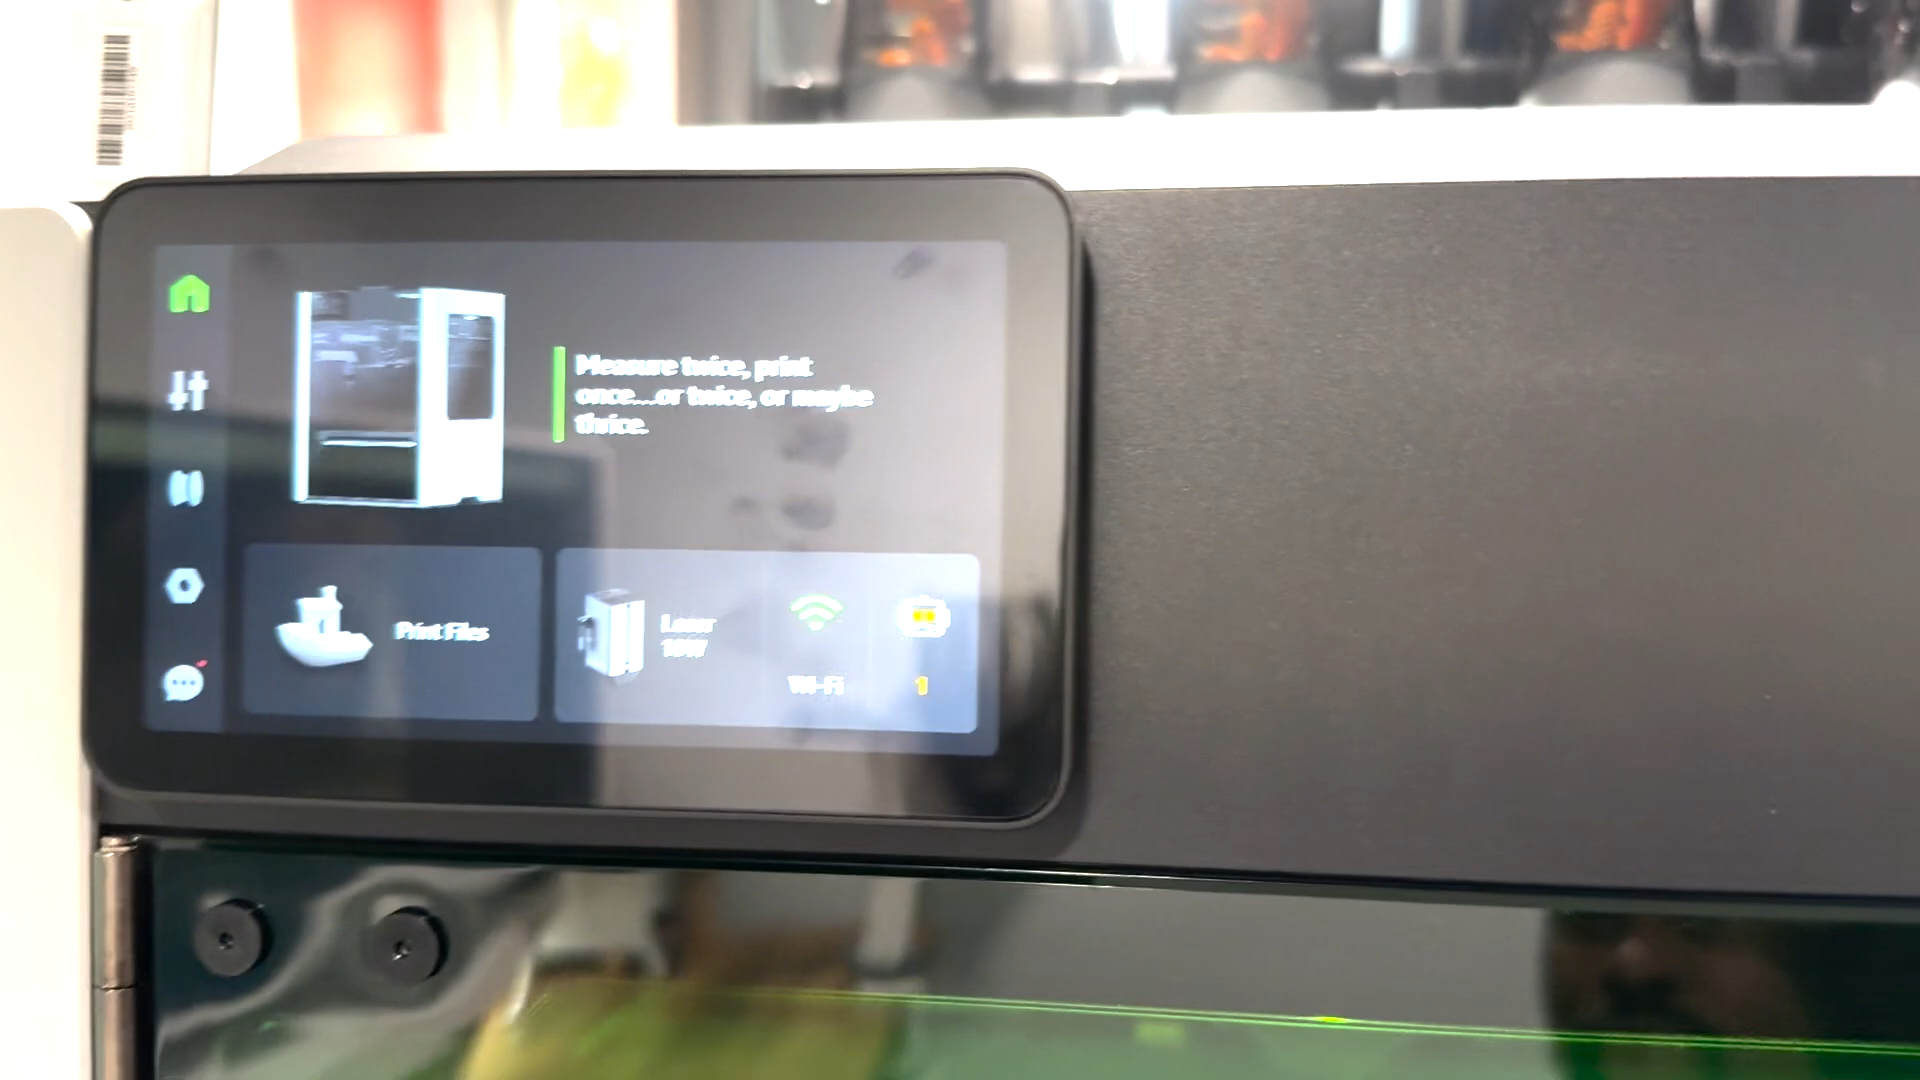 Measure twice, print
once...or twice, or maybe
thrice.
Print Files
Laser
10W
Wi-Fi
1